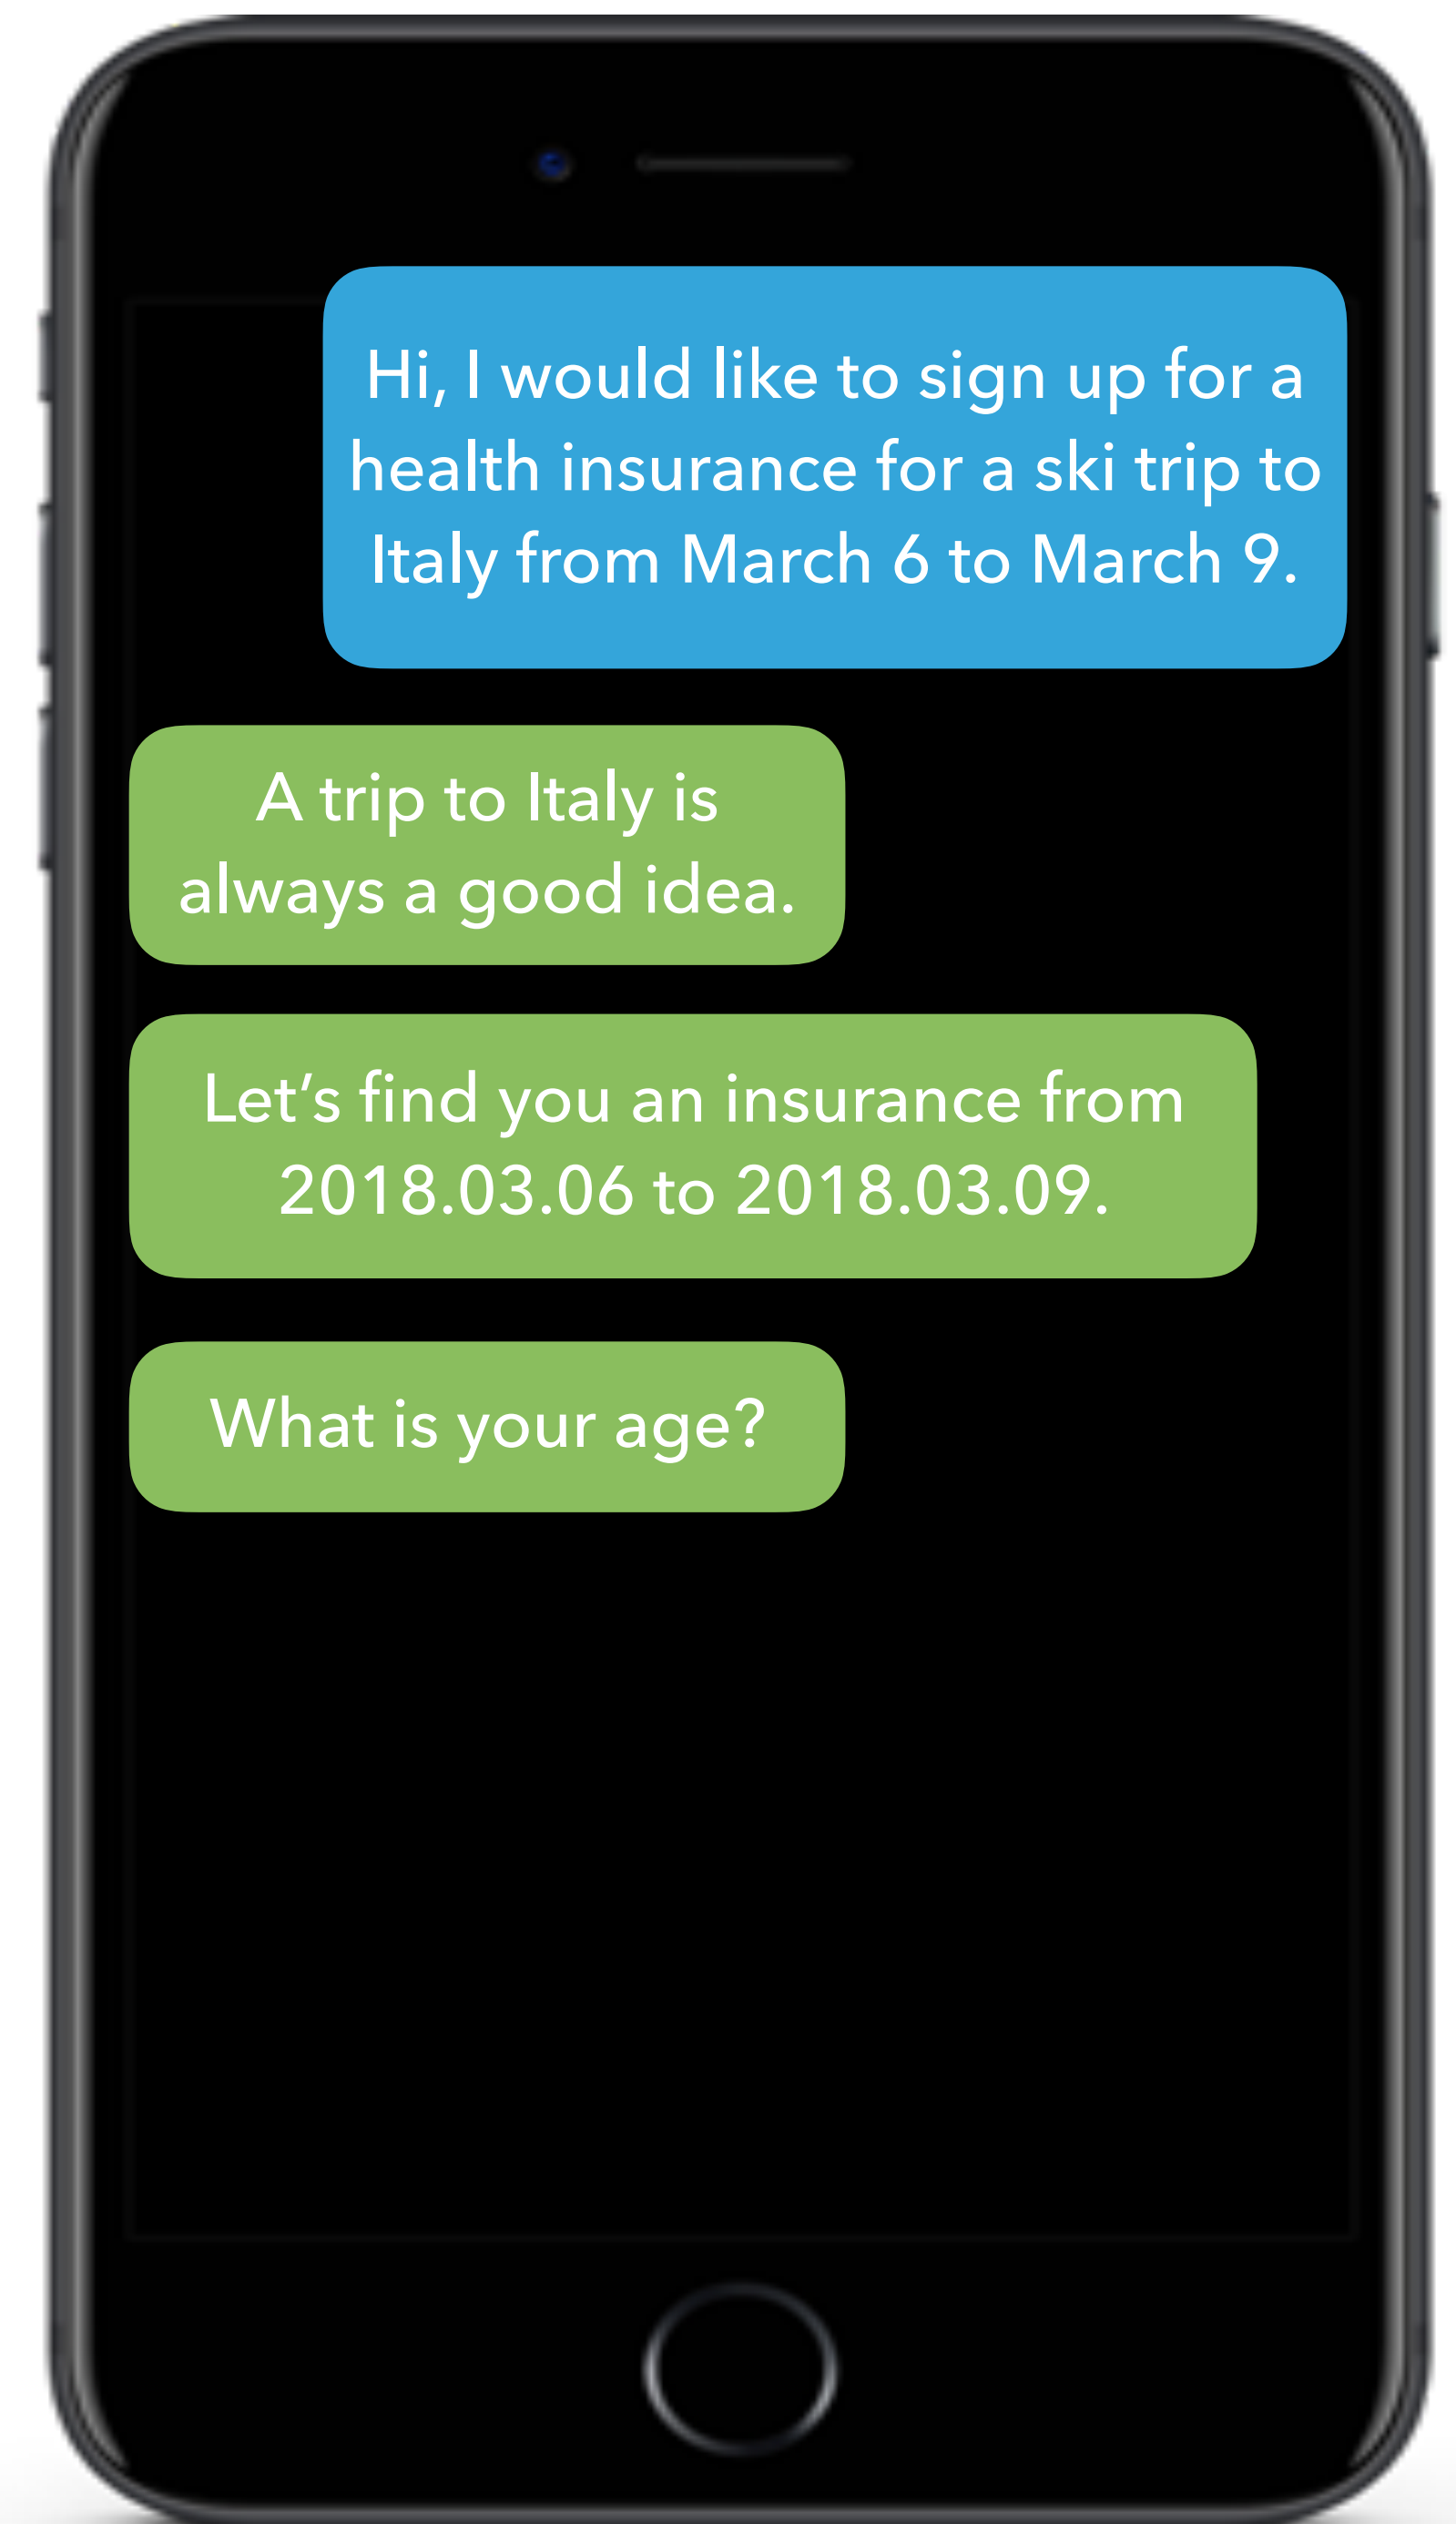 Hi, I would like to sign up for a
health insurance for a ski trip to
Italy from March 6 to March 9.
A trip to Italy is
always a good idea.
Let’s find you an insurance from
2018.03.06 to 2018.03.09.
What is your age?